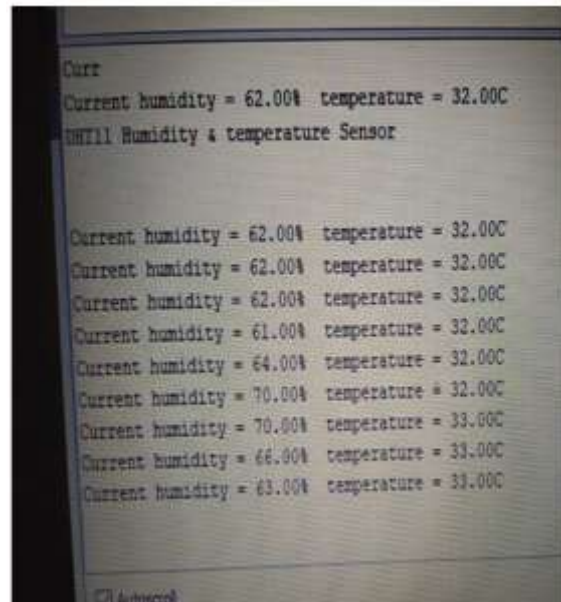 Curr
Current humidity = 62.00% temperature = 32.00C
DHT11 Humidity & temperature Sensor
Current humidity = 62.00% temperature = 32.00C
Current humidity = 62.00% temperature = 32.00C
Current humidity = 62.00% temperature = 32.00C
Current humidity = 61.00% temperature = 32.00C
Current humidity = 64.00% temperature = 32.00C
Current humidity = 70.00% temperature = 32.00C
Current humidity = 70.00% temperature = 33.00C
Current humidity = 66.00% temperature = 33.00C
Current humidity = 63.00% temperature = 33.00C
Autoscroll